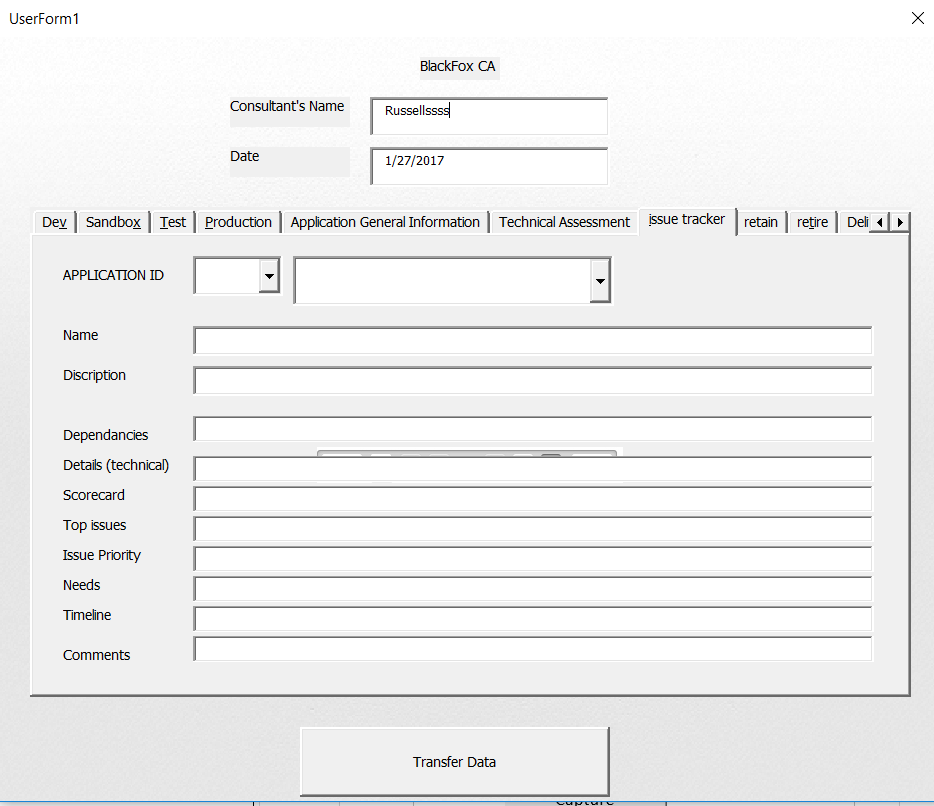 UserForm1
BlackFox CA
Consultant's Name
Russellssss
Date
1/27/2017
Dev Sandbox Test Production Application General Information Technical Assessment issue tracker retain retire Deli
APPLICATION ID
Name
Discription
Dependancies
Details (technical)
Scorecard
Top issues
Issue Priority
Needs
Timeline
Comments
Transfer Data
Capture